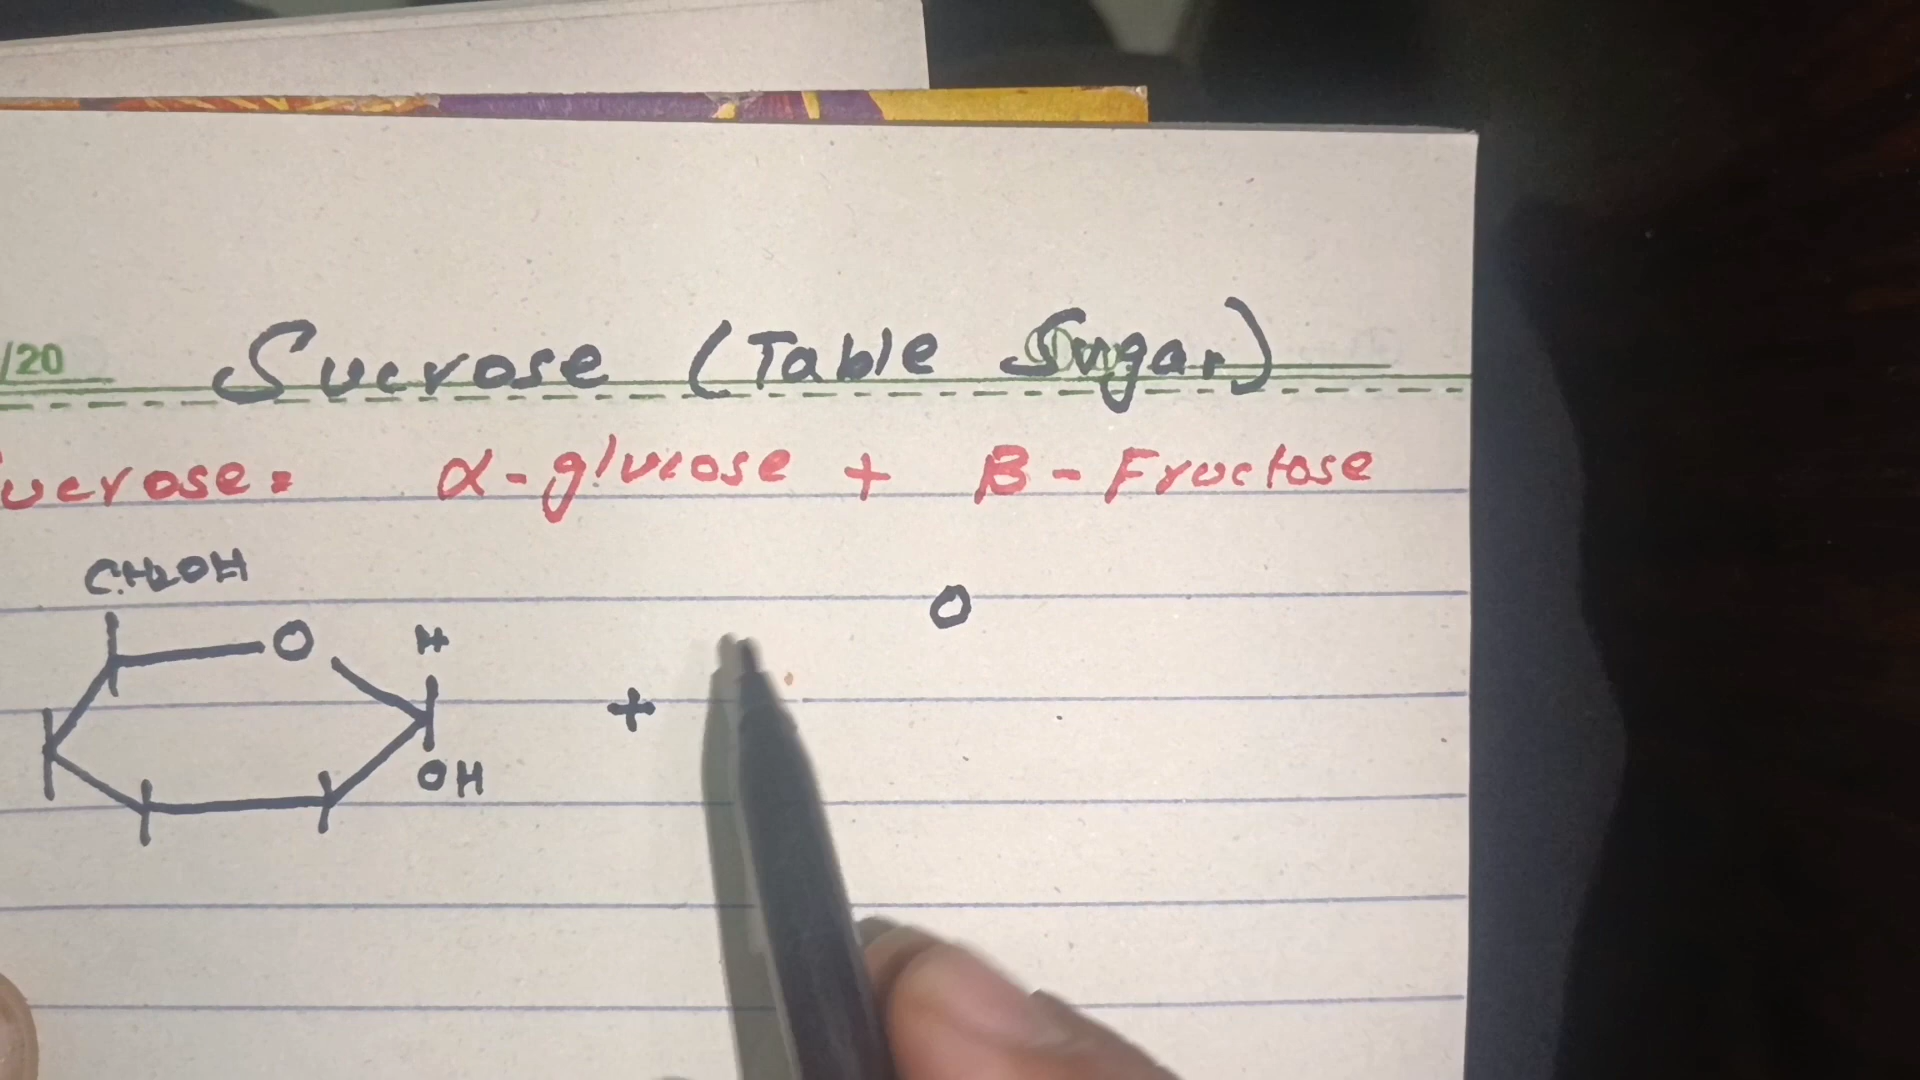 /20
Sucrose (Table Sugar)
ucrose= α-glucose + β-Fructose
CH2OH
O H O
+
OH